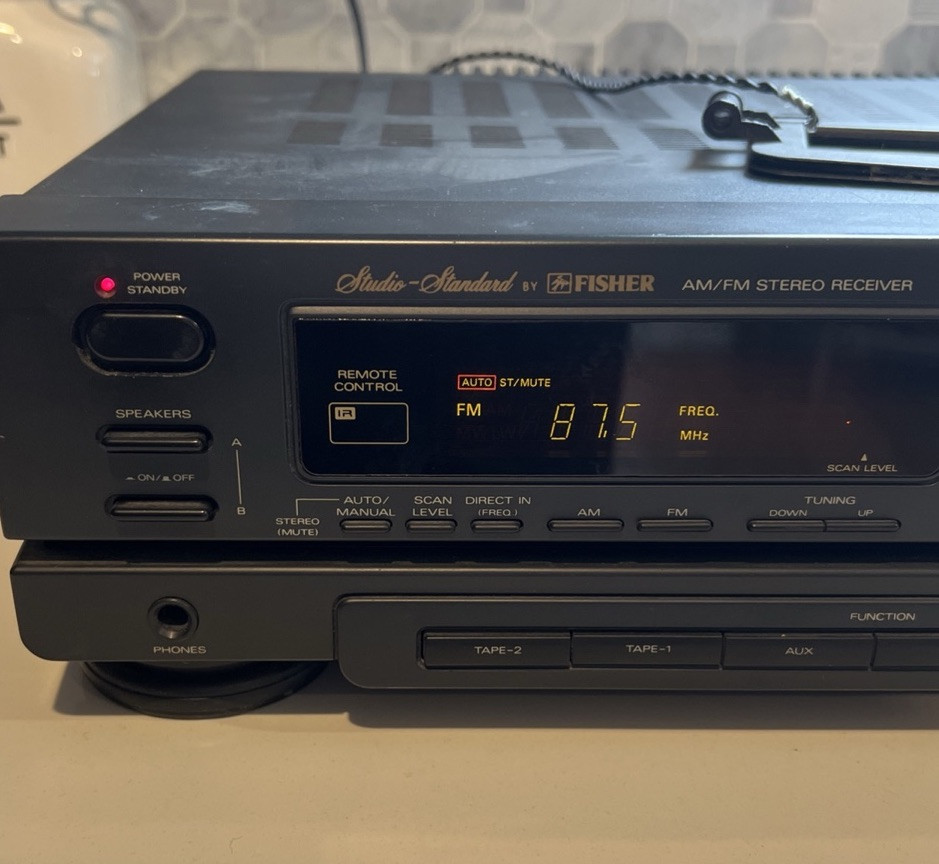 POWER
STANDBY
Studio-Standard BY FISHER AM/FM STEREO RECEIVER
REMOTE
CONTROL
IR
AUTO ST/MUTE
FM 87.5 FREQ.
MHz
SCAN LEVEL
SPEAKERS
A
ON/ OFF
B
STEREO
(MUTE)
AUTO/
MANUAL
SCAN
LEVEL
DIRECT IN
(FREQ.)
AM
FM
TUNING
DOWN UP
PHONES
FUNCTION
TAPE-2 TAPE-1 AUX